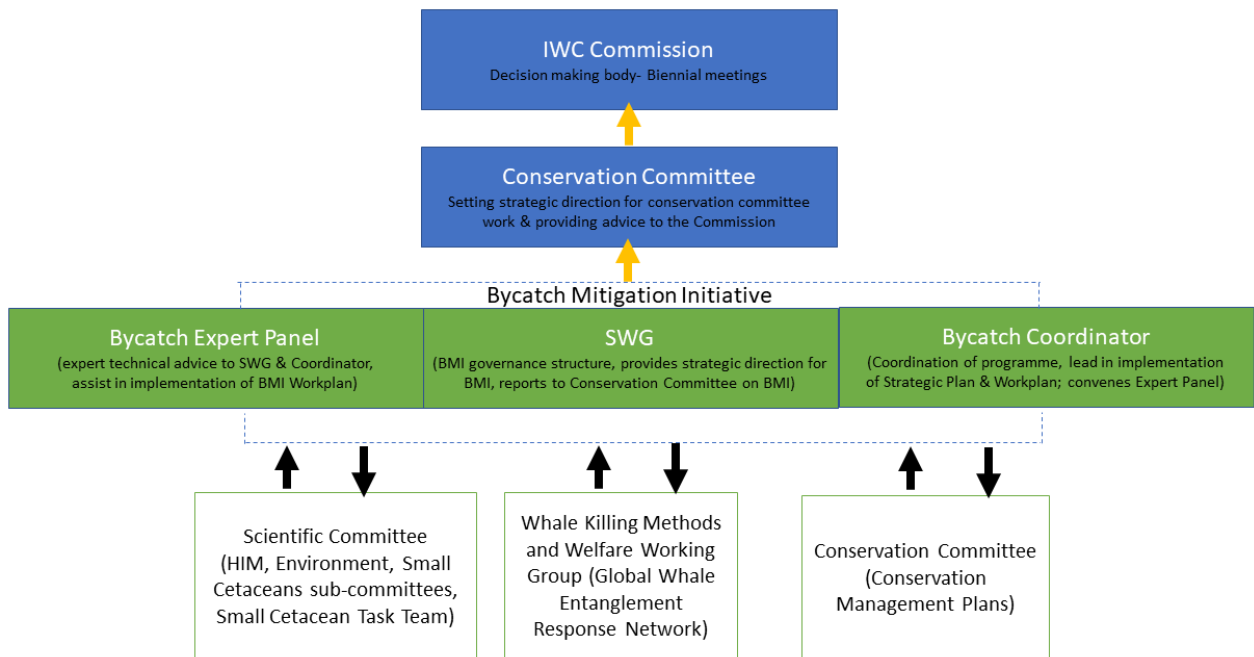 IWC Commission
Decision making body- Biennial meetings
Conservation Committee
Setting strategic direction for conservation committee
work & providing advice to the Commission
Bycatch Mitigation Initiative
Bycatch Expert Panel
(expert technical advice to SWG & Coordinator,
assist in implementation of BMI Workplan)
SWG
(BMI governance structure, provides strategic direction for
BMI, reports to Conservation Committee on BMI)
Bycatch Coordinator
(Coordination of programme, lead in implementation
of Strategic Plan & Workplan; convenes Expert Panel)
Scientific Committee
(HIM, Environment, Small
Cetaceans sub-committees,
Small Cetacean Task Team)
Whale Killing Methods
and Welfare Working
Group (Global Whale
Entanglement
Response Network)
Conservation Committee
(Conservation
Management Plans)